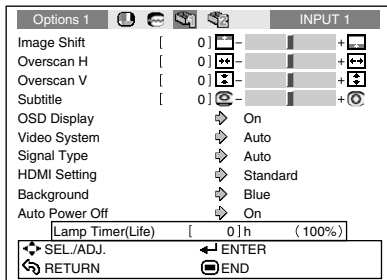 Options 1 INPUT 1
Image Shift [ 0 ] - +
Overscan H [ 0 ] - +
Overscan V [ 0 ] - +
Subtitle [ 0 ] - +
OSD Display On
Video System Auto
Signal Type Auto
HDMI Setting Standard
Background Blue
Auto Power Off On
Lamp Timer(Life) [ 0 ] h (100%)
SEL./ADJ. ENTER
RETURN END